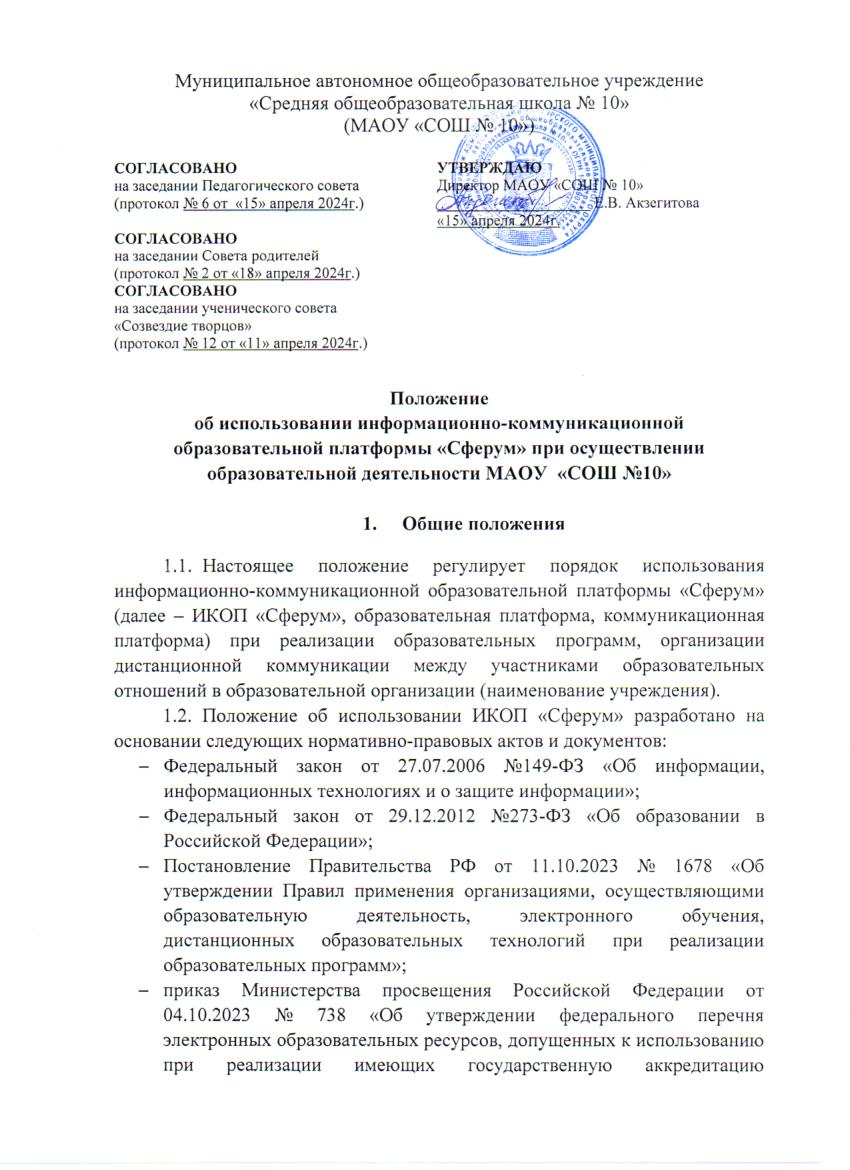 Муниципальное автономное общеобразовательное учреждение
«Средняя общеобразовательная школа № 10»
(МАОУ «СОШ № 10»)
СОГЛАСОВАНО
на заседании Педагогического совета
(протокол № 6 от «15» апреля 2024г.)
УТВЕРЖДАЮ
Директор МАОУ «СОШ № 10»
Е.В. Акзегитова
«15» апреля 2024г.
СОГЛАСОВАНО
на заседании Совета родителей
(протокол № 2 от «18» апреля 2024г.)
СОГЛАСОВАНО
на заседании ученического совета
«Созвездие творцов»
(протокол № 12 от «11» апреля 2024г.)
Положение
об использовании информационно-коммуникационной
образовательной платформы «Сферум» при осуществлении
образовательной деятельности МАОУ «СОШ №10»
1. Общие положения
1.1. Настоящее положение регулирует порядок использования
информационно-коммуникационной образовательной платформы «Сферум»
(далее – ИКОП «Сферум», образовательная платформа, коммуникационная
платформа) при реализации образовательных программ, организации
дистанционной коммуникации между участниками образовательных
отношений в образовательной организации (наименование учреждения).
1.2. Положение об использовании ИКОП «Сферум» разработано на
основании следующих нормативно-правовых актов и документов:
– Федеральный закон от 27.07.2006 №149-ФЗ «Об информации,
информационных технологиях и о защите информации»;
– Федеральный закон от 29.12.2012 №273-ФЗ «Об образовании в
Российской Федерации»;
– Постановление Правительства РФ от 11.10.2023 № 1678 «Об
утверждении Правил применения организациями, осуществляющими
образовательную деятельность, электронного обучения,
дистанционных образовательных технологий при реализации
образовательных программ»;
– приказ Министерства просвещения Российской Федерации от
04.10.2023 № 738 «Об утверждении федерального перечня
электронных образовательных ресурсов, допущенных к использованию
при реализации имеющих государственную аккредитацию